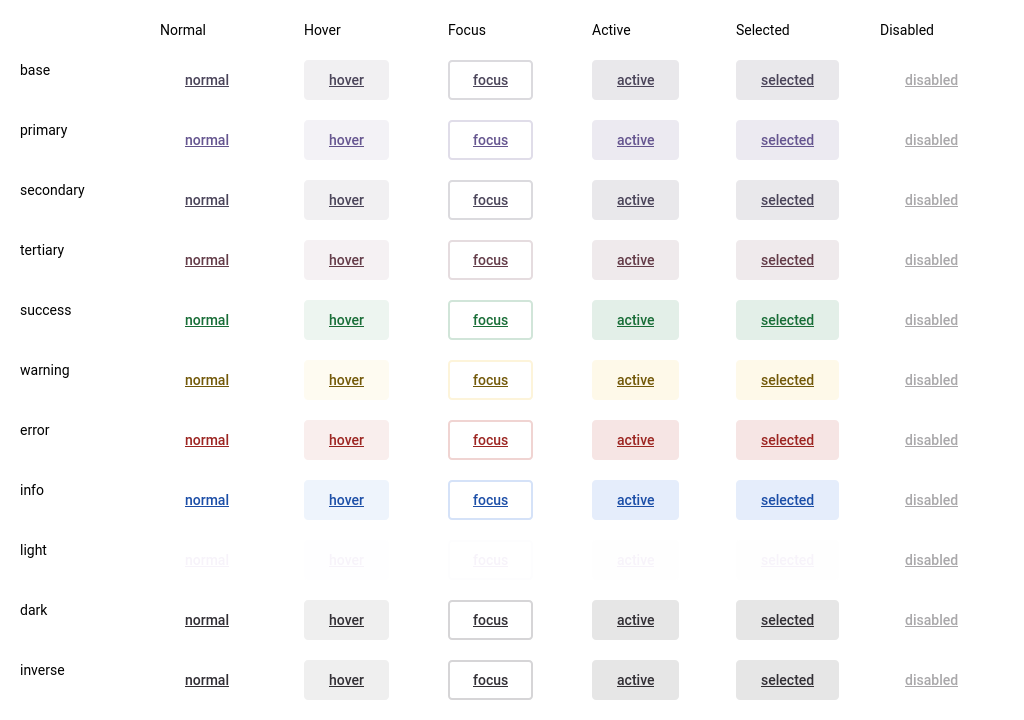 Normal Hover Focus Active Selected Disabled
base normal hover focus active selected disabled
primary normal hover focus active selected disabled
secondary normal hover focus active selected disabled
tertiary normal hover focus active selected disabled
success normal hover focus active selected disabled
warning normal hover focus active selected disabled
error normal hover focus active selected disabled
info normal hover focus active selected disabled
light normal hover focus active selected disabled
dark normal hover focus active selected disabled
inverse normal hover focus active selected disabled